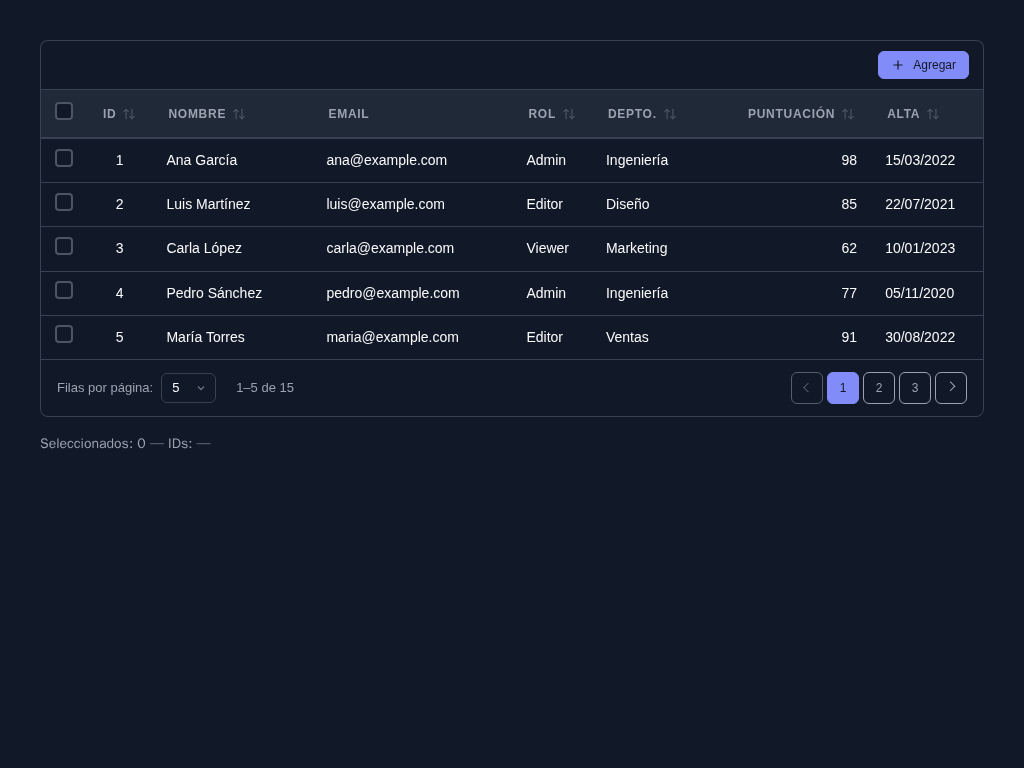 Agregar
ID NOMBRE EMAIL ROL DEPTO. PUNTUACIÓN ALTA
1 Ana García ana@example.com Admin Ingeniería 98 15/03/2022
2 Luis Martínez luis@example.com Editor Diseño 85 22/07/2021
3 Carla López carla@example.com Viewer Marketing 62 10/01/2023
4 Pedro Sánchez pedro@example.com Admin Ingeniería 77 05/11/2020
5 María Torres maria@example.com Editor Ventas 91 30/08/2022
Filas por página: 5 1–5 de 15 1 2 3
Seleccionados: 0 — IDs: —